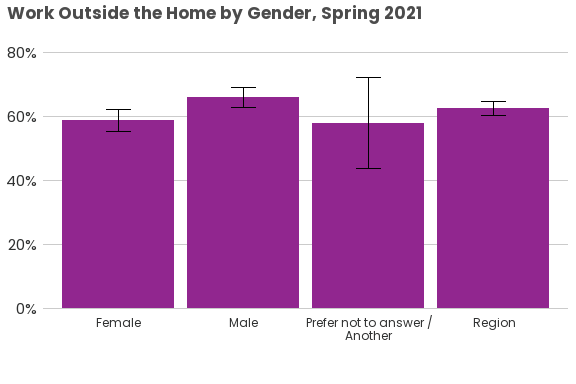 Work Outside the Home by Gender, Spring 2021
80%
60%
40%
20%
0%
Female
Male
Prefer not to answer /
Another
Region